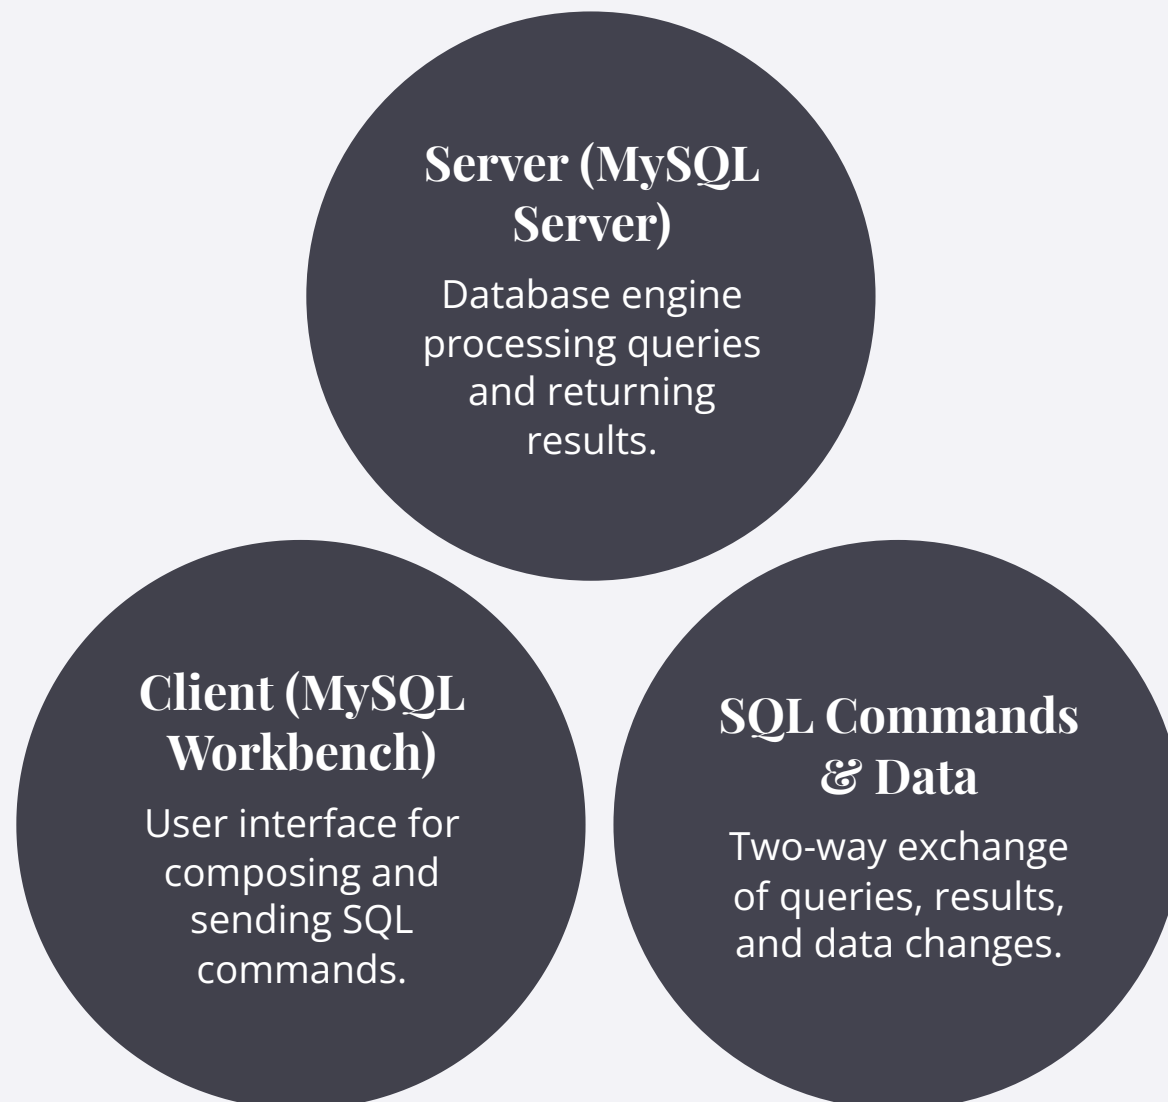 Server (MySQL
Server)
Database engine
processing queries
and returning
results.
Client (MySQL
Workbench)
User interface for
composing and
sending SQL
commands.
SQL Commands
& Data
Two-way exchange
of queries, results,
and data changes.